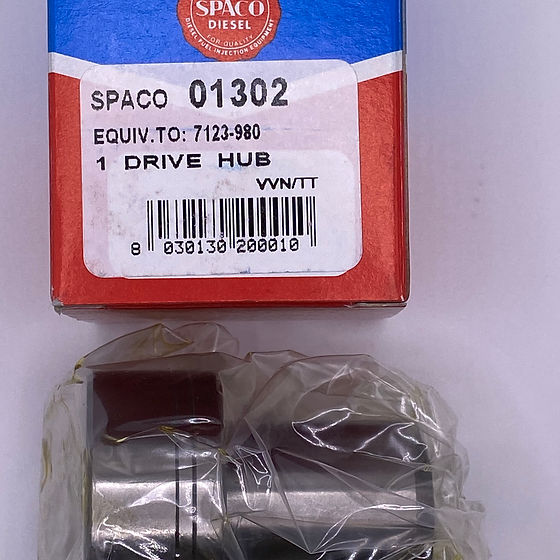 SPACO
DIESEL
FOR QUALITY
DIESEL FUEL INJECTION EQUIPMENT
SPACO 01302
EQUIV.TO: 7123-980
1 DRIVE HUB
VVN/TT
8 030130 200010